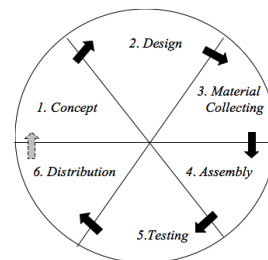 2. Design
1. Concept
3. Material
Collecting
6. Distribution
4. Assembly
5.Testing